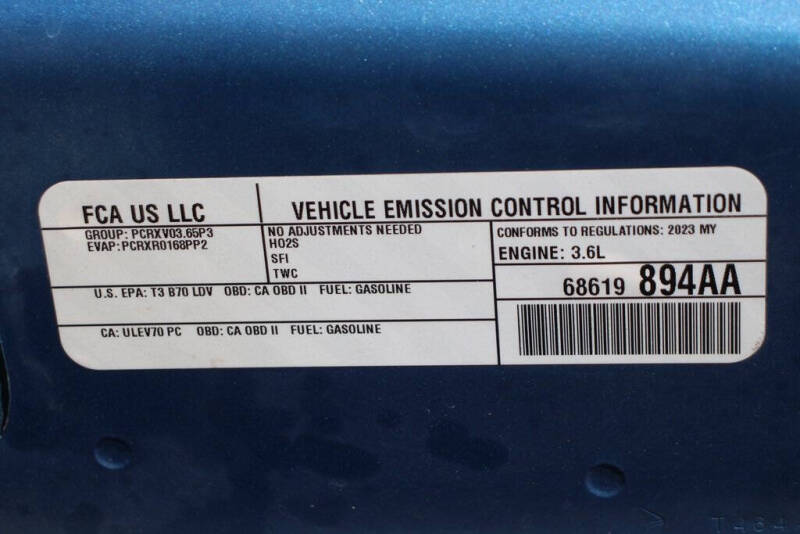 FCA US LLC
VEHICLE EMISSION CONTROL INFORMATION
GROUP: PCRXV03.65P3
EVAP: PCRXR0168PP2
NO ADJUSTMENTS NEEDED
HO2S
SFI
TWC
CONFORMS TO REGULATIONS: 2023 MY
ENGINE: 3.6L
68619 894AA
U.S. EPA: T3 B70 LDV OBD: CA OBD II FUEL: GASOLINE
CA: ULEV70 PC OBD: CA OBD II FUEL: GASOLINE